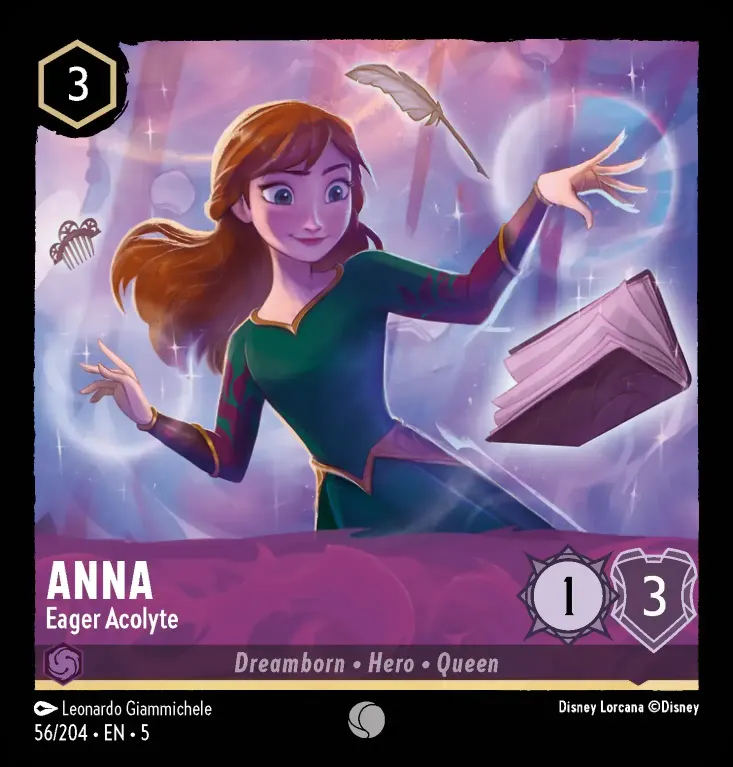 3
ANNA
Eager Acolyte
1
3
Dreamborn • Hero • Queen
Leonardo Giammichele
Disney Lorcana ©Disney
56/204 • EN • 5